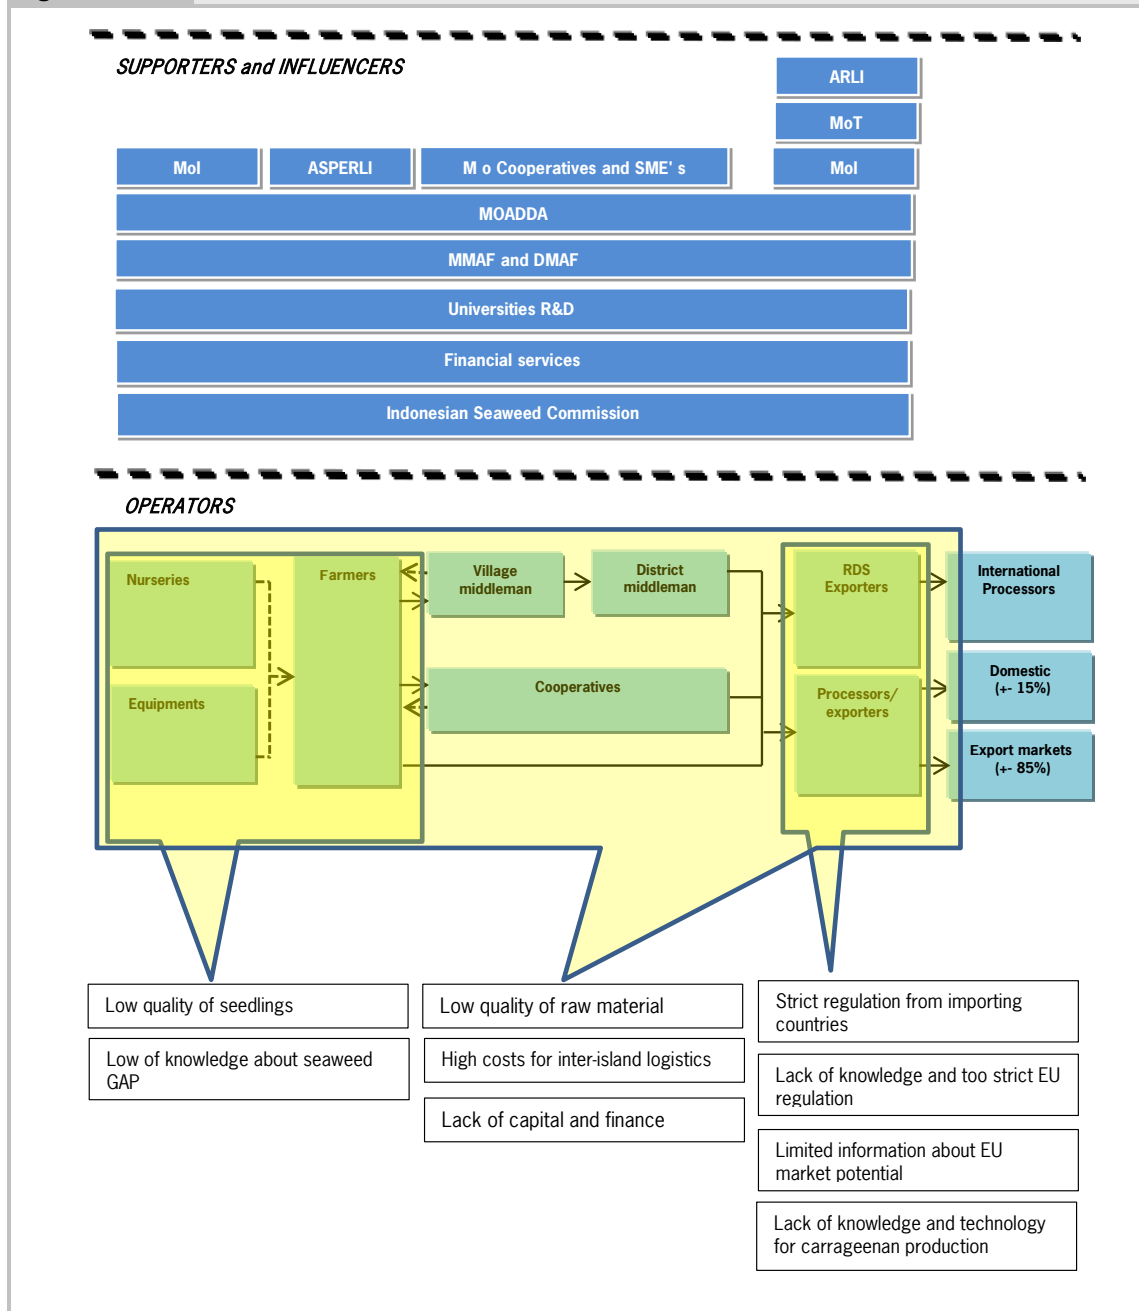 SUPPORTERS and INFLUENCERS
ARLI
MoT
MoI
ASPERLI
M o Cooperatives and SME' s
MoI
MOADDA
MMAF and DMAF
Universities R&D
Financial services
Indonesian Seaweed Commission
OPERATORS
Nurseries
Farmers
Village
middleman
District
middleman
RDS
Exporters
International
Processors
Equipments
Cooperatives
Processors/
exporters
Domestic
(+- 15%)
Export markets
(+- 85%)
Low quality of seedlings
Low of knowledge about seaweed
GAP
Low quality of raw material
High costs for inter-island logistics
Lack of capital and finance
Strict regulation from importing
countries
Lack of knowledge and too strict EU
regulation
Limited information about EU
market potential
Lack of knowledge and technology
for carrageenan production